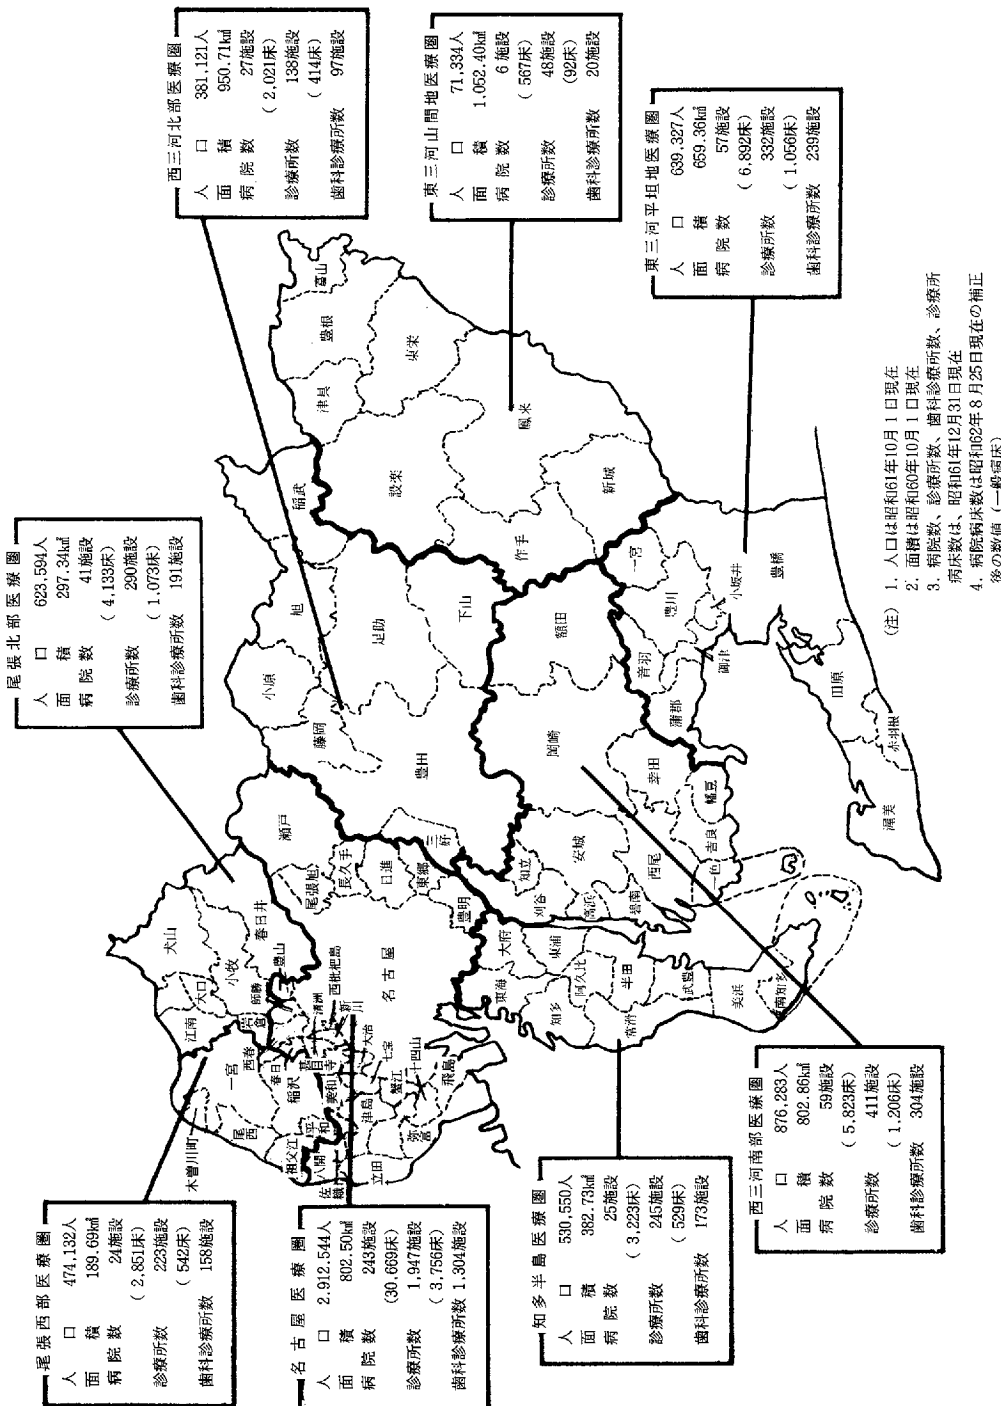 尾張西部医療圏
人口 474,132人
面積 189.69km²
病院数 24施設
( 2,851床)
診療所数 223施設
( 542床)
歯科診療所数 158施設
名古屋医療圏
人口 2,912,544人
面積 802.50km²
病院数 243施設
(30,669床)
診療所数 1,947施設
( 3,756床)
歯科診療所数 1,304施設
尾張北部医療圏
人口 623,594人
面積 297.34km²
病院数 41施設
( 4,133床)
診療所数 290施設
( 1,073床)
歯科診療所数 191施設
知多半島医療圏
人口 530,550人
面積 382.73km²
病院数 25施設
( 3,223床)
診療所数 245施設
( 529床)
歯科診療所数 173施設
西三河南部医療圏
人口 876,283人
面積 802.86km²
病院数 59施設
( 5,823床)
診療所数 411施設
( 1,206床)
歯科診療所数 304施設
西三河北部医療圏
人口 381,121人
面積 950.71km²
病院数 27施設
( 2,021床)
診療所数 138施設
( 414床)
歯科診療所数 97施設
東三河山間地医療圏
人口 71,334人
面積 1,052.40km²
病院数 6施設
( 567床)
診療所数 48施設
(92床)
歯科診療所数 20施設
東三河平坦地医療圏
人口 639,327人
面積 659.36km²
病院数 57施設
( 6,892床)
診療所数 332施設
( 1,056床)
歯科診療所数 239施設
木曽川町
犬山
江南
大口
小牧
春日井
岩倉
師勝
豊山
西春
春日
一宮
尾西
稲沢
祖父江
平和
八開
佐織
美和
甚目寺
清洲
西枇杷島
新川
大治
七宝
津島
蟹江
十四山
飛島
弥富
立田
名古屋
瀬戸
尾張旭
長久手
日進
東郷
豊明
三好
豊田
藤岡
小原
旭
足助
下山
稲武
設楽
津具
豊根
富山
東栄
鳳来
作手
新城
額田
岡崎
幸田
安城
知立
刈谷
高浜
碧南
西尾
吉良
一色
幡豆
蒲郡
音羽
豊川
一宮
小坂井
御津
豊橋
田原
赤羽根
渥美
大府
東海
東浦
知多
阿久比
半田
常滑
武豊
美浜
南知多
(注) 1. 人口は昭和61年10月1日現在
2. 面積は昭和60年10月1日現在
3. 病院数、診療所数、歯科診療所数、診療所
病床数は、昭和61年12月31日現在
4. 病院病床数は昭和62年8月25日現在の補正
後の数値(一般病床)